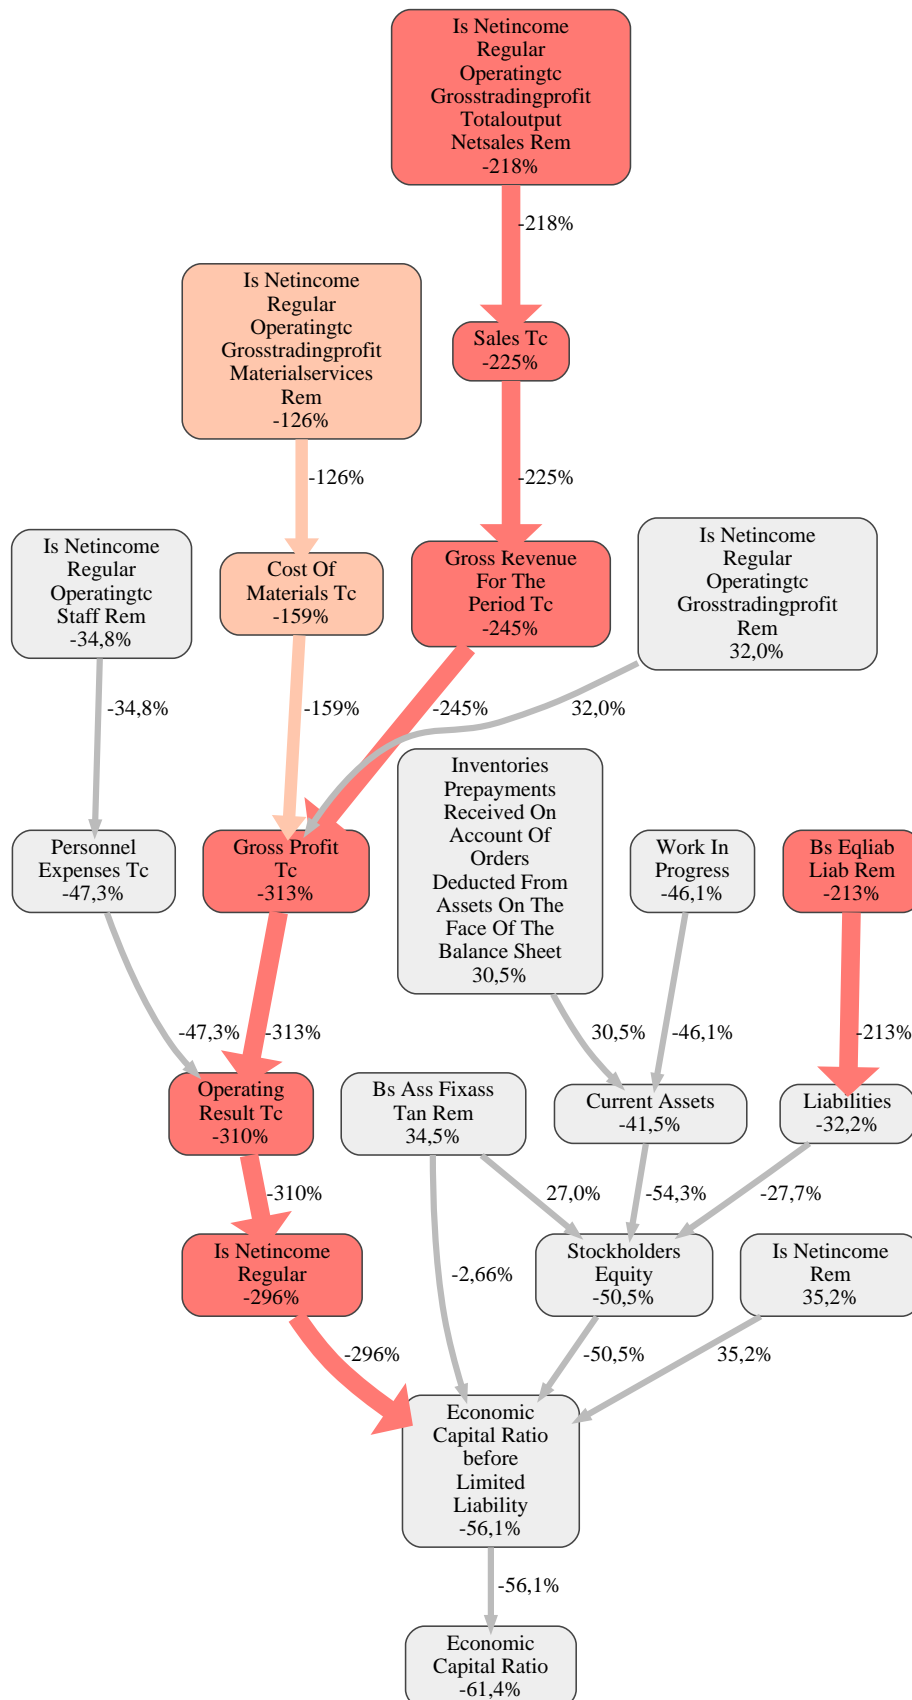 Is Netincome
Regular
Operatingtc
Grosstradingprofit
Totaloutput
Netsales Rem
-218%
-218%
Is Netincome
Regular
Operatingtc
Grosstradingprofit
Materialservices
Rem
-126%
Sales Tc
-225%
-126%
-225%
Is Netincome
Regular
Operatingtc
Staff Rem
-34,8%
Cost Of
Materials Tc
-159%
Gross Revenue
For The
Period Tc
-245%
Is Netincome
Regular
Operatingtc
Grosstradingprofit
Rem
32,0%
-34,8%
-159%
-245%
32,0%
Personnel
Expenses Tc
-47,3%
Gross Profit
Tc
-313%
Inventories
Prepayments
Received On
Account Of
Orders
Deducted From
Assets On The
Face Of The
Balance Sheet
30,5%
Work In
Progress
-46,1%
Bs Eqliab
Liab Rem
-213%
-47,3%
-313%
30,5%
-46,1%
-213%
Operating
Result Tc
-310%
Bs Ass Fixass
Tan Rem
34,5%
Current Assets
-41,5%
Liabilities
-32,2%
-310%
27,0%
-54,3%
-27,7%
Is Netincome
Regular
-296%
-2,66%
Stockholders
Equity
-50,5%
Is Netincome
Rem
35,2%
-296%
-50,5%
35,2%
Economic
Capital Ratio
before
Limited
Liability
-56,1%
-56,1%
Economic
Capital Ratio
-61,4%